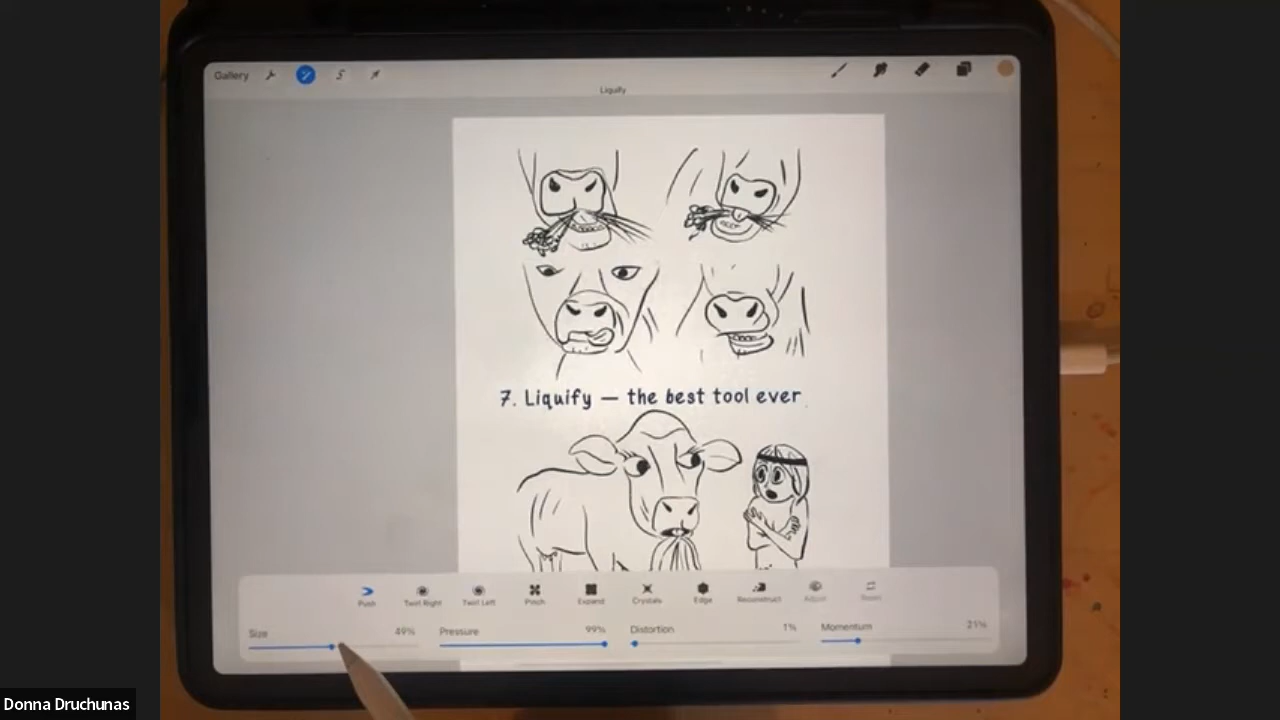 Gallery
Liquify
7. Liquify — the best tool ever
Push Twirl Right Twirl Left Pinch Expand Crystals Edge Reconstruct Adjust Reset
Size 49% Pressure 99% Distortion 1% Momentum 21%
Donna Druchunas